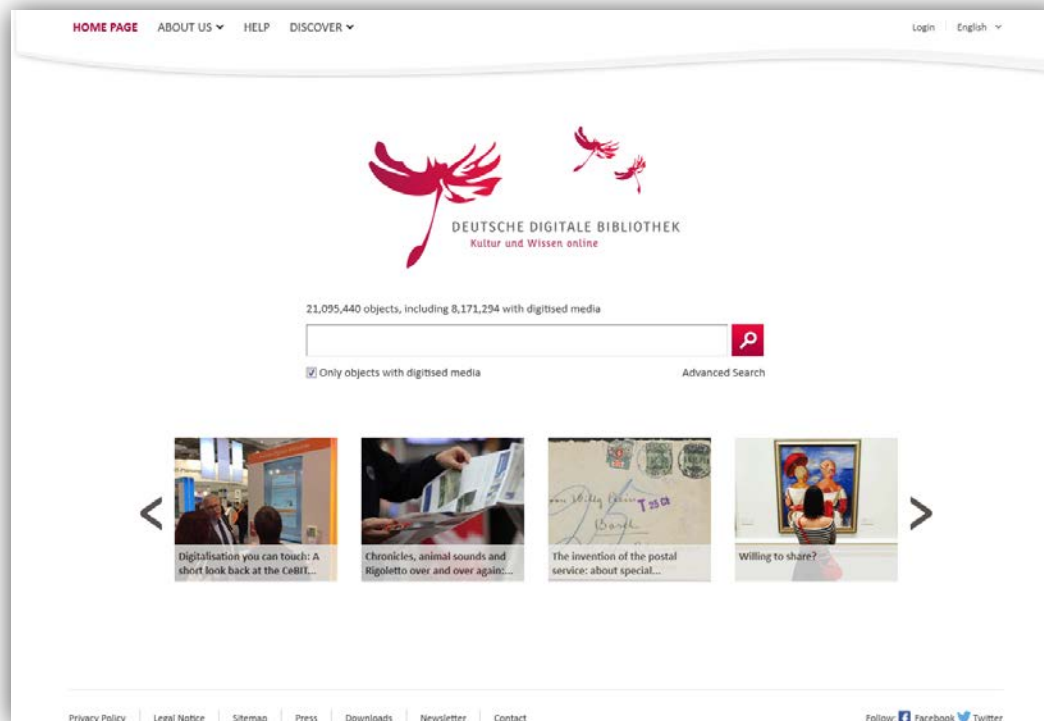 HOME PAGE ABOUT US HELP DISCOVER Login English
DEUTSCHE DIGITALE BIBLIOTHEK
Kultur und Wissen online
21,095,440 objects, including 8,171,294 with digitised media
Only objects with digitised media Advanced Search
Digitalisation you can touch: A
short look back at the CeBIT...
Chronicles, animal sounds and
Rigoletto over and over again:...
T 25 Ct
Basel
The invention of the postal
service: about special...
Willing to share?
Privacy Policy Legal Notice Sitemap Press Downloads Newsletter Contact Follow: Facebook Twitter